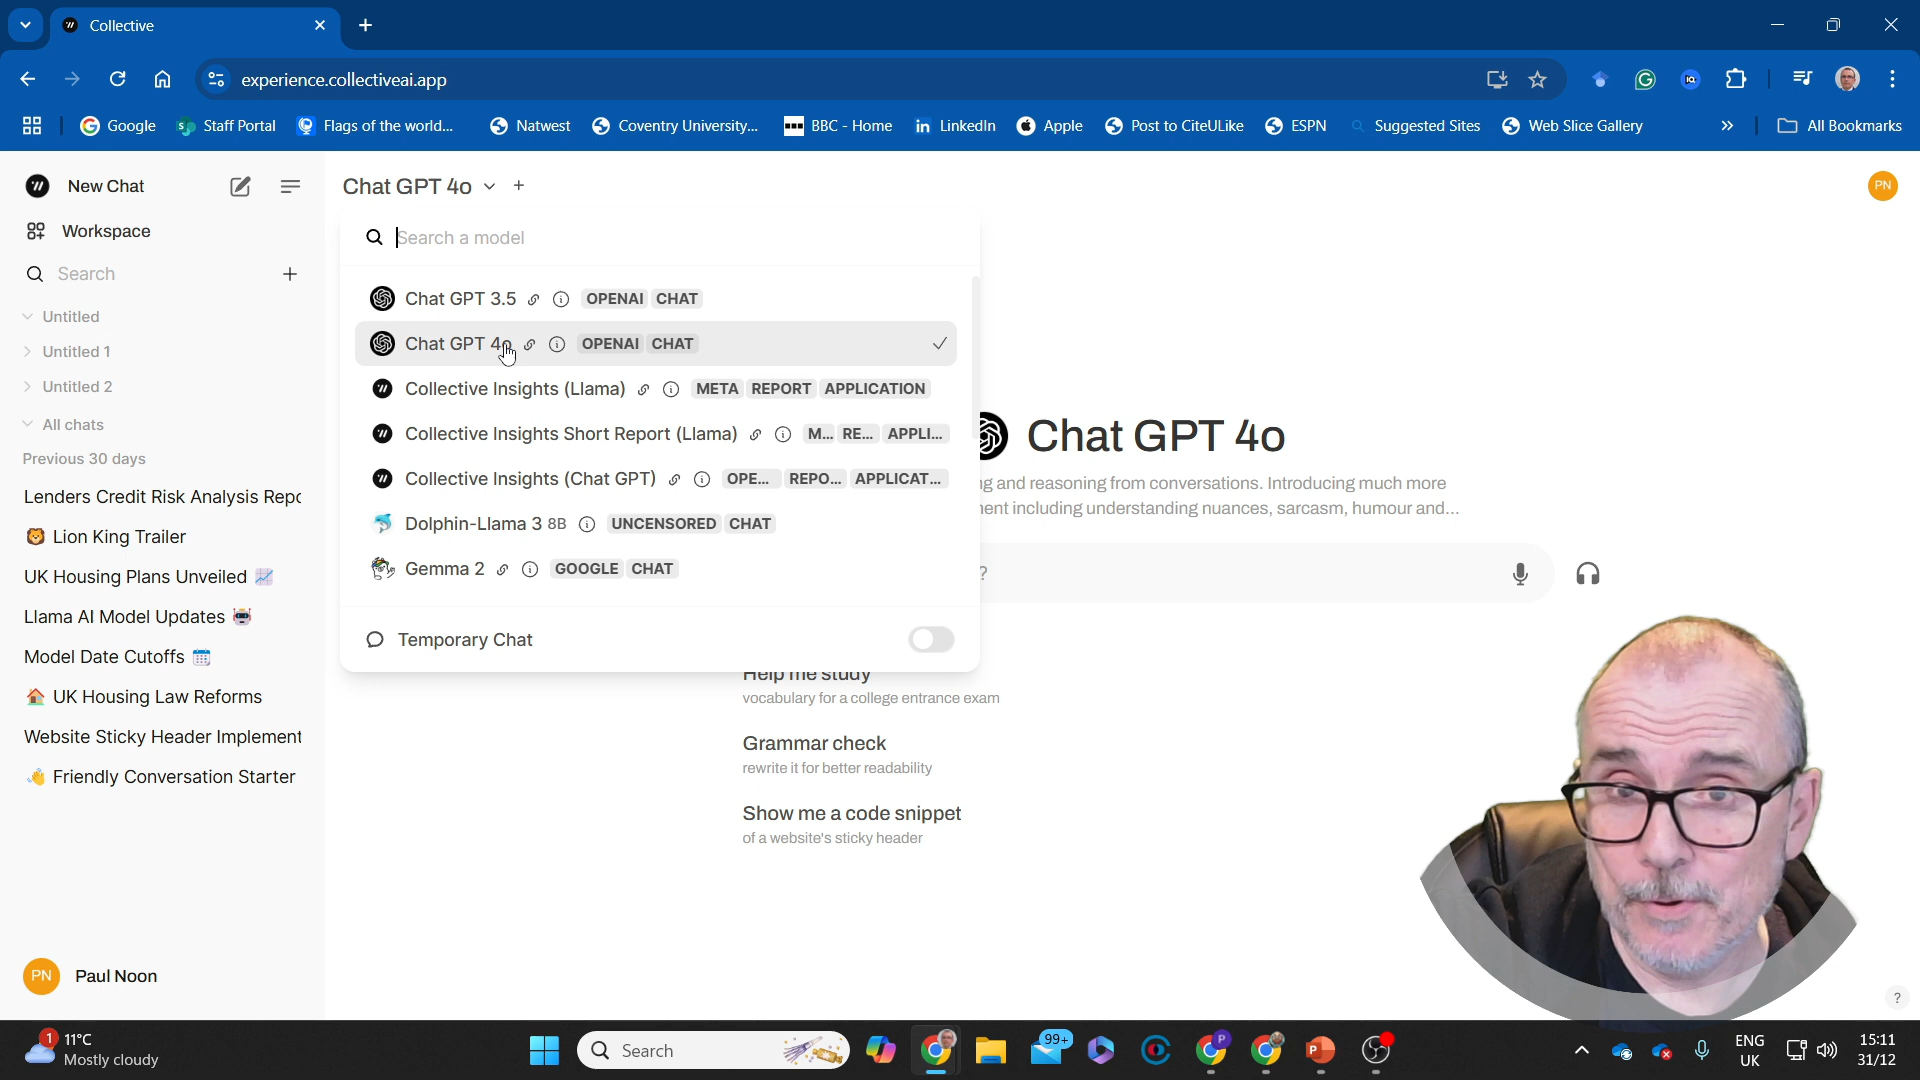 Collective
experience.collectiveai.app
Google
Staff Portal
Flags of the world...
Natwest
Coventry University...
BBC - Home
LinkedIn
Apple
Post to CiteULike
ESPN
Suggested Sites
Web Slice Gallery
All Bookmarks
New Chat
Workspace
Search
Untitled
Untitled 1
Untitled 2
All chats
Previous 30 days
Lenders Credit Risk Analysis Repo
Lion King Trailer
UK Housing Plans Unveiled
Llama AI Model Updates
Model Date Cutoffs
UK Housing Law Reforms
Website Sticky Header Implement
Friendly Conversation Starter
PN Paul Noon
Chat GPT 4o
PN
Search a model
Chat GPT 3.5 OPENAI CHAT
Chat GPT 4o OPENAI CHAT
Collective Insights (Llama) META REPORT APPLICATION
Collective Insights Short Report (Llama) M... RE... APPLI...
Collective Insights (Chat GPT) OPE... REPO... APPLICAT...
Dolphin-Llama 3 8B UNCENSORED CHAT
Gemma 2 GOOGLE CHAT
Temporary Chat
Chat GPT 4o
and reasoning from conversations. Introducing much more
including understanding nuances, sarcasm, humour and...
?
Help me study
vocabulary for a college entrance exam
Grammar check
rewrite it for better readability
Show me a code snippet
of a website's sticky header
?
1
11°C
Mostly cloudy
Search
99+
P
P
ENG
UK
15:11
31/12